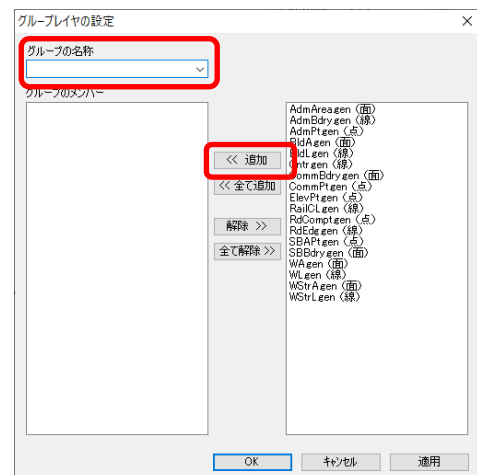 グループレイヤの設定
グループの名称
グループのメンバー
<< 追加
<< 全て追加
解除 >>
全て解除 >>
AdmAreagen（面）
AdmBdrygen（線）
AdmPtgen（点）
BldAgen（面）
BldLgen（線）
Cntrgen（線）
CommBdrygen（面）
CommPtgen（点）
ElevPtgen（点）
RailCLgen（線）
RdComptgen（点）
RdEdggen（線）
SBAPtgen（点）
SBBdrygen（面）
WAgen（面）
WLgen（線）
WStrAgen（面）
WStrLgen（線）
OK
キャンセル
適用